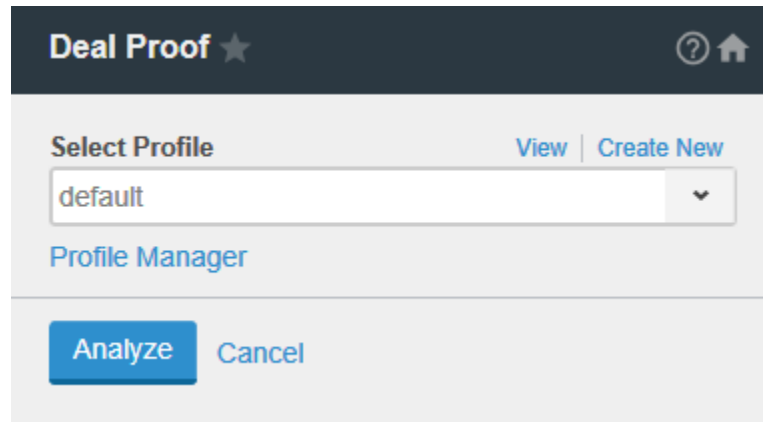 Deal Proof
Select Profile View Create New
default
Profile Manager
Analyze Cancel